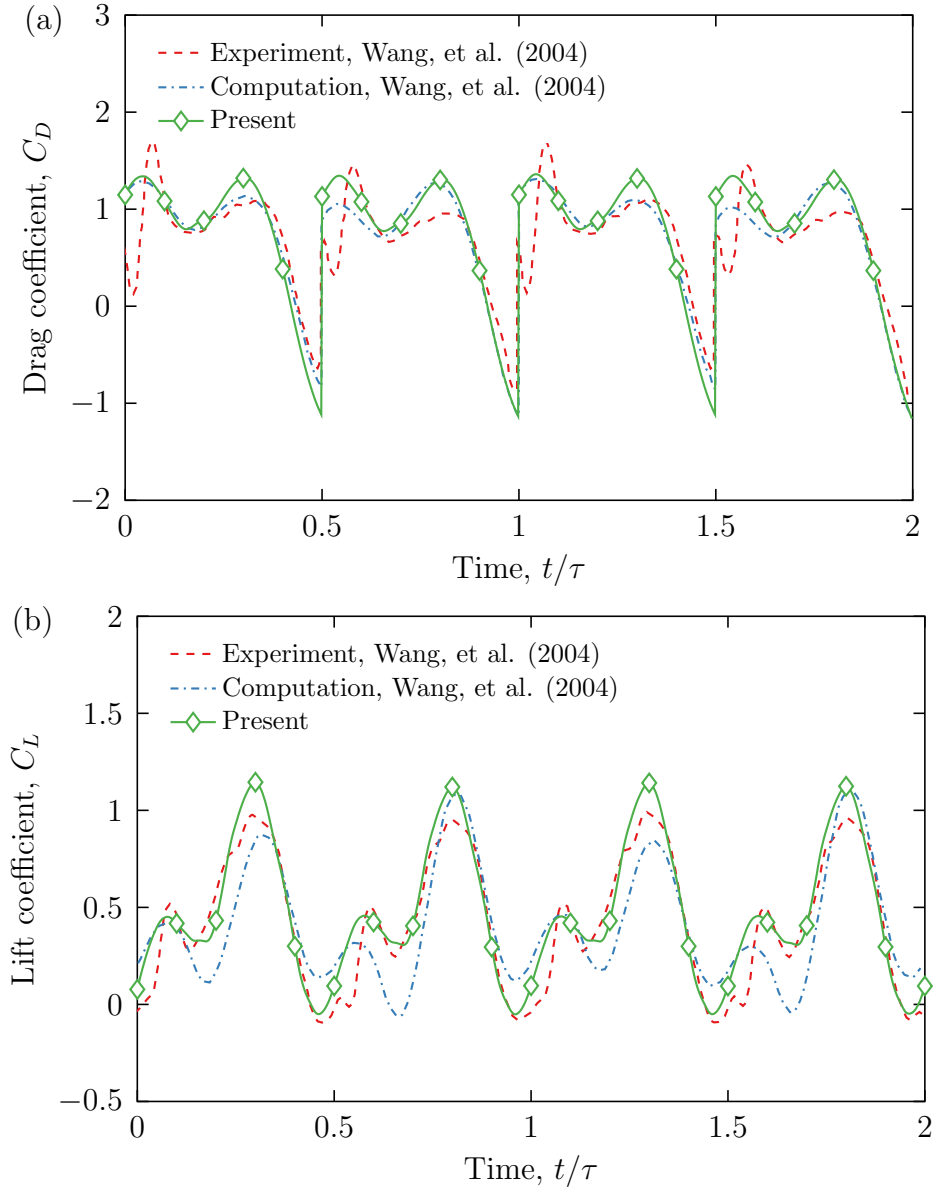 (a)
3
2
1
0
−1
−2
Drag coefficient, C_D
Experiment, Wang, et al. (2004)
Computation, Wang, et al. (2004)
Present
0 0.5 1 1.5 2
Time, t/τ
(b)
2
1.5
1
0.5
0
−0.5
Lift coefficient, C_L
Experiment, Wang, et al. (2004)
Computation, Wang, et al. (2004)
Present
0 0.5 1 1.5 2
Time, t/τ